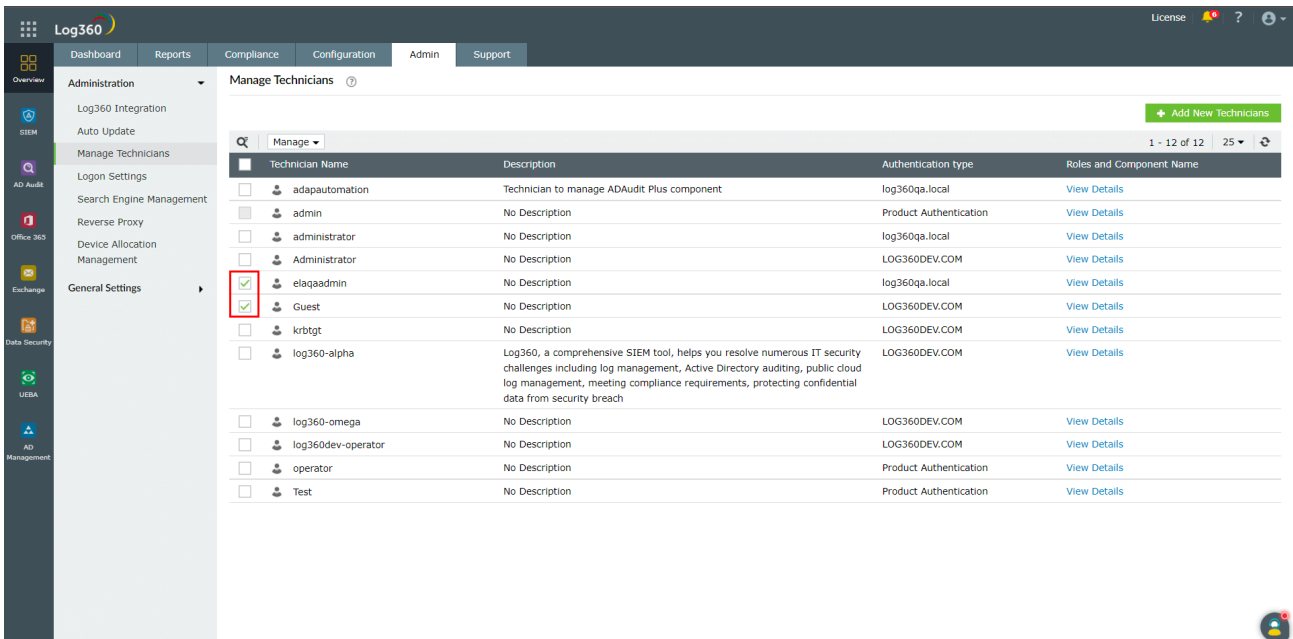 License 6 ?
Log360
Dashboard Reports Compliance Configuration Admin Support
Overview
SIEM
AD Audit
Office 365
Exchange
Data Security
UEBA
AD
Management
Administration
Log360 Integration
Auto Update
Manage Technicians
Logon Settings
Search Engine Management
Reverse Proxy
Device Allocation
Management
General Settings
Manage Technicians ?
+ Add New Technicians
Manage 1 - 12 of 12 25
Technician Name Description Authentication type Roles and Component Name
adapautomation Technician to manage ADAudit Plus component log360qa.local View Details
admin No Description Product Authentication View Details
administrator No Description log360qa.local View Details
Administrator No Description LOG360DEV.COM View Details
elaqaadmin No Description log360qa.local View Details
Guest No Description LOG360DEV.COM View Details
krbtgt No Description LOG360DEV.COM View Details
log360-alpha Log360, a comprehensive SIEM tool, helps you resolve numerous IT security LOG360DEV.COM View Details
challenges including log management, Active Directory auditing, public cloud
log management, meeting compliance requirements, protecting confidential
data from security breach
log360-omega No Description LOG360DEV.COM View Details
log360dev-operator No Description LOG360DEV.COM View Details
operator No Description Product Authentication View Details
Test No Description Product Authentication View Details